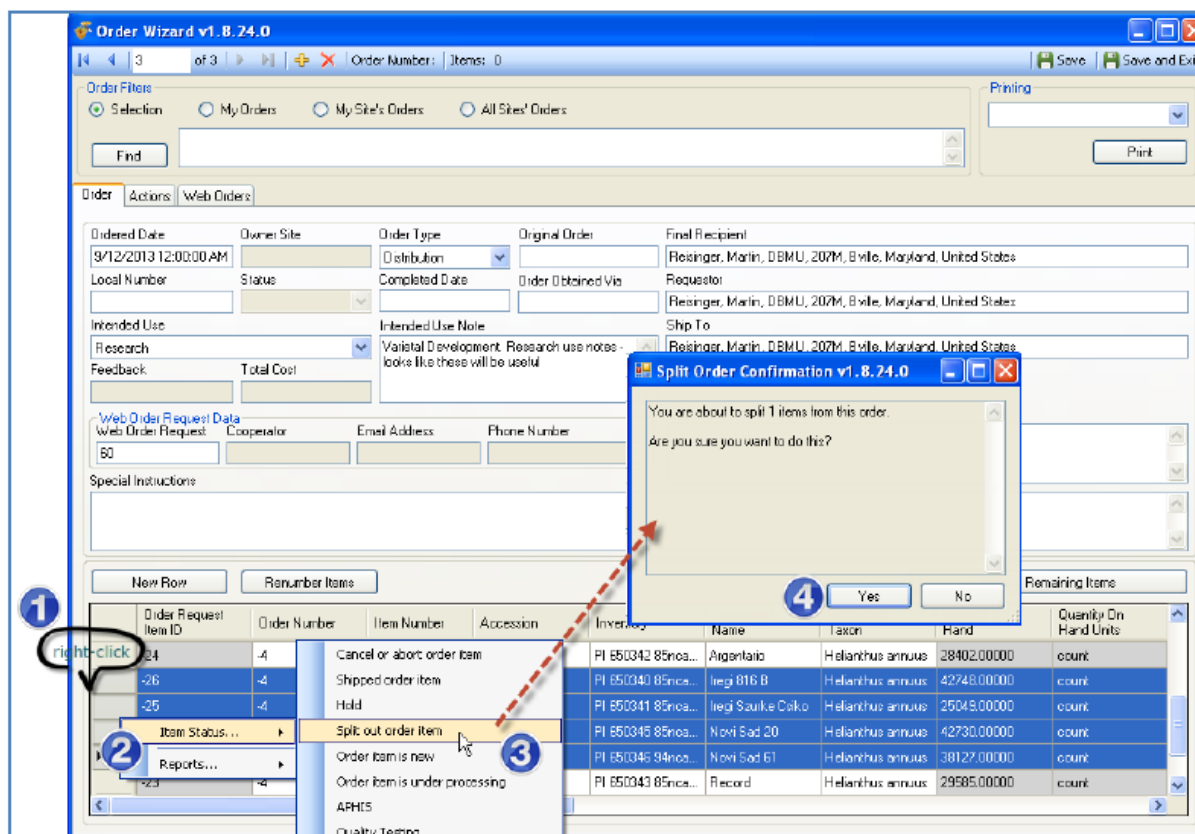 Order Wizard v1.8.24.0
3 of 3 Order Number: Items: 0 Save Save and Exi
Order Filters Printing
Selection My Orders My Site's Orders All Sites' Orders
Find Print
Order Actions Web Orders
Ordered Date Owner Site Order Type Original Order Final Recipient
9/12/2013 12:00:00 AM Distribution Reisinger, Martin, DBMU, 207M, Bville, Maryland, United States
Local Number Status Completed Date Order Obtained Via Requestor
Reisinger, Martin, DBMU, 207M, Bville, Maryland, United States
Intended Use Intended Use Note Ship To
Research Varietal Development. Research use notes - Reisinger, Martin, DBMU, 207M, Bville, Maryland, United States
looks like these will be useful
Feedback Total Cost
Split Order Confirmation v1.8.24.0
You are about to split 1 items from this order.
Are you sure you want to do this?
4 Yes No
Web Order Request Data
Web Order Request Cooperator Email Address Phone Number
60
Special Instructions
New Row Renumber Items Remaining Items
1
right-click
Order Request Item ID Order Number Item Number Accession Inventory Name Taxon Hand Quantity On Hand Units
-24 -4 PI 650342 85nca... Argentario Helianthus annuus 28402.00000 count
-26 -4 PI 650340 85nca... Iregi 816 B Helianthus annuus 42748.00000 count
-25 -4 PI 650341 85nca... Iregi Szurke Csiko Helianthus annuus 25049.00000 count
PI 650345 85nca... Novi Sad 20 Helianthus annuus 42730.00000 count
PI 650346 94nca... Novi Sad 61 Helianthus annuus 38127.00000 count
-23 -4 PI 650343 85nca... Record Helianthus annuus 29585.00000 count
2
Item Status...
Reports...
Cancel or abort order item
Shipped order item
Hold
Split out order item
3
Order item is new
Order item is under processing
APHIS
Quality Testing